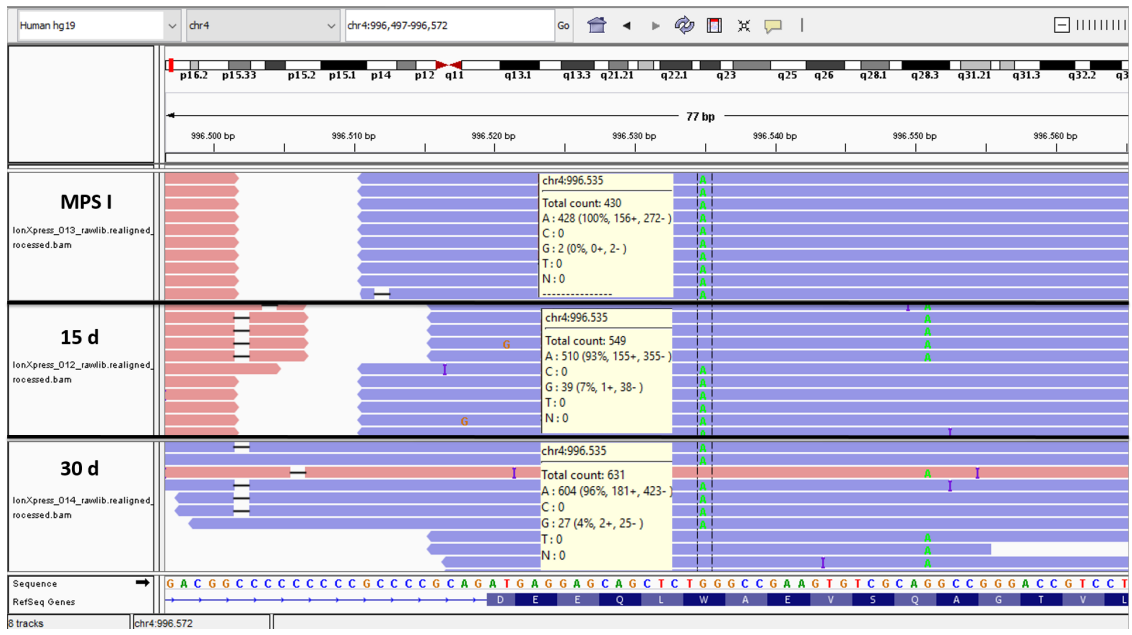 Human hg19 chr4 chr4:996,497-996,572 Go
p16.2 p15.33 p15.2 p15.1 p14 p12 q11 q13.1 q13.3 q21.21 q22.1 q23 q25 q26 q28.1 q28.3 q31.21 q31.3 q32.2 q3
77 bp
996.500 bp 996.510 bp 996.520 bp 996.530 bp 996.540 bp 996.550 bp 996.560 bp
MPS I
IonXpress_013_rawlib.realigned_
rocessed.bam
chr4:996.535
Total count: 430
A : 428 (100%, 156+, 272- )
C : 0
G : 2 (0%, 0+, 2- )
T : 0
N : 0
---------------
A
A
A
A
A
A
A
A
A
A
15 d
IonXpress_012_rawlib.realigned_
rocessed.bam
G
G
I
chr4:996.535
Total count: 549
A : 510 (93%, 155+, 355- )
C : 0
G : 39 (7%, 1+, 38- )
T : 0
N : 0
A
A
A
A
A
A
I
A
A
A
A
I
30 d
IonXpress_014_rawlib.realigned_
rocessed.bam
I
chr4:996.535
Total count: 631
A : 604 (96%, 181+, 423- )
C : 0
G : 27 (4%, 2+, 25- )
T : 0
N : 0
A
A
A
A
A
A
A I
I
A
A
I
Sequence G A C G G C C C C C C C C G C C C C G C A G A T G A G G A G C A G C T C T G G G C C G A A G T G T C G C A G G C C G G G A C C G T C C T
RefSeq Genes D E E Q L W A E V S Q A G T V L
8 tracks chr4:996.572